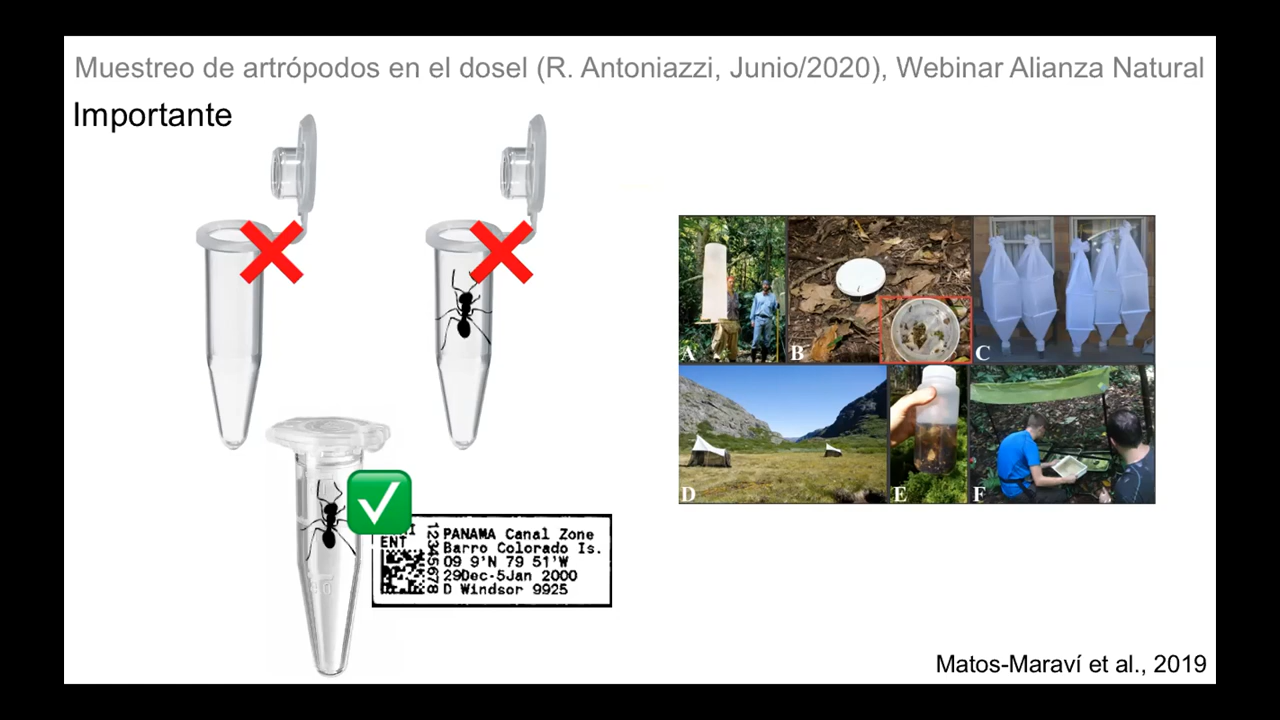 Muestreo de artrópodos en el dosel (R. Antoniazzi, Junio/2020), Webinar Alianza Natural
Importante
A
B
C
D
E
F
ENT
12345678
PANAMA Canal Zone
Barro Colorado Is.
09 9'N 79 51'W
29Dec-5Jan 2000
D Windsor 9925
Matos-Maraví et al., 2019